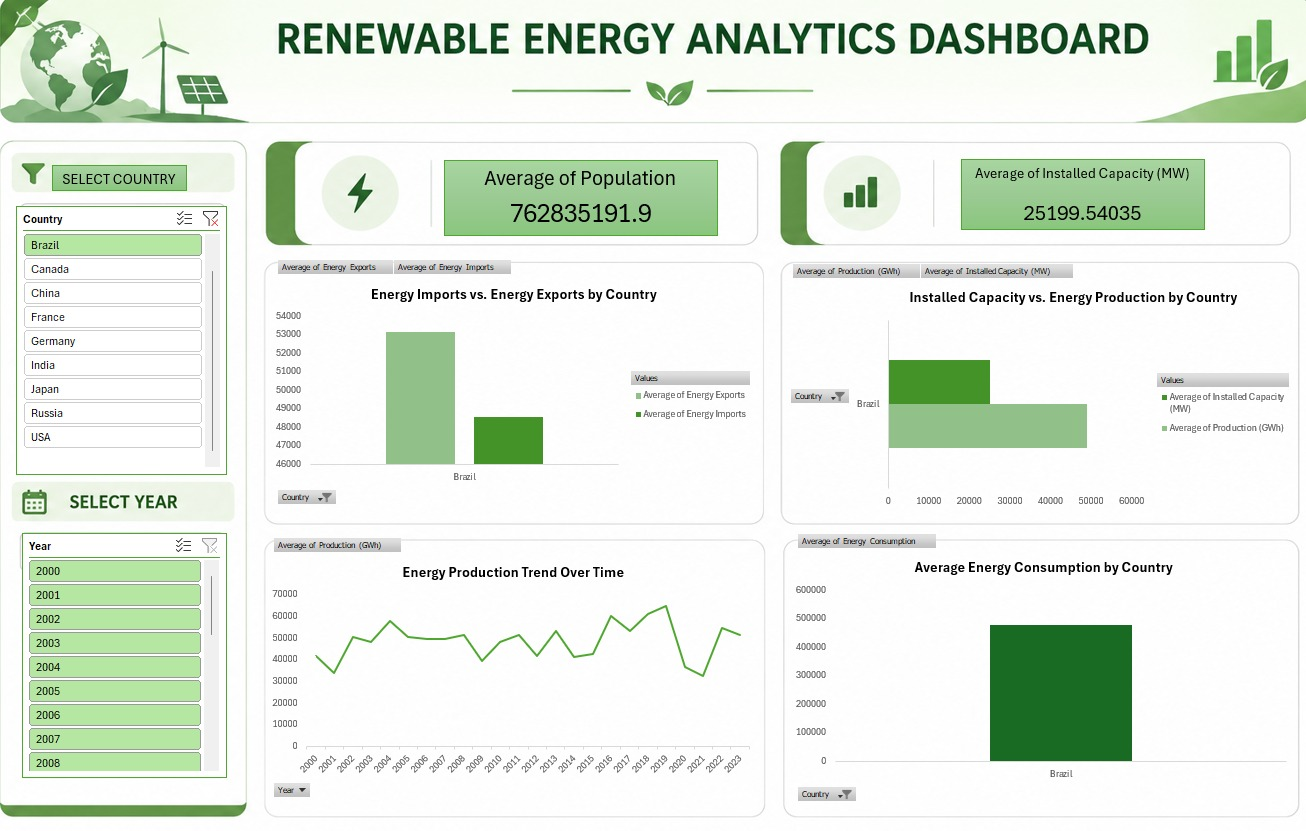 RENEWABLE ENERGY ANALYTICS DASHBOARD
SELECT COUNTRY
Country
Brazil
Canada
China
France
Germany
India
Japan
Russia
USA
SELECT YEAR
Year
2000
2001
2002
2003
2004
2005
2006
2007
2008
Average of Population
762835191.9
Average of Installed Capacity (MW)
25199.54035
Average of Energy Exports
Average of Energy Imports
Energy Imports vs. Energy Exports by Country
54000
53000
52000
51000
50000
49000
48000
47000
46000
Brazil
Values
Average of Energy Exports
Average of Energy Imports
Country
Average of Production (GWh)
Average of Installed Capacity (MW)
Installed Capacity vs. Energy Production by Country
Country
Brazil
0 10000 20000 30000 40000 50000 60000
Values
Average of Installed Capacity
(MW)
Average of Production (GWh)
Average of Production (GWh)
Energy Production Trend Over Time
70000
60000
50000
40000
30000
20000
10000
0
2000 2001 2002 2003 2004 2005 2006 2007 2008 2009 2010 2011 2012 2013 2014 2015 2016 2017 2018 2019 2020 2021 2022 2023
Year
Average of Energy Consumption
Average Energy Consumption by Country
600000
500000
400000
300000
200000
100000
0
Brazil
Country